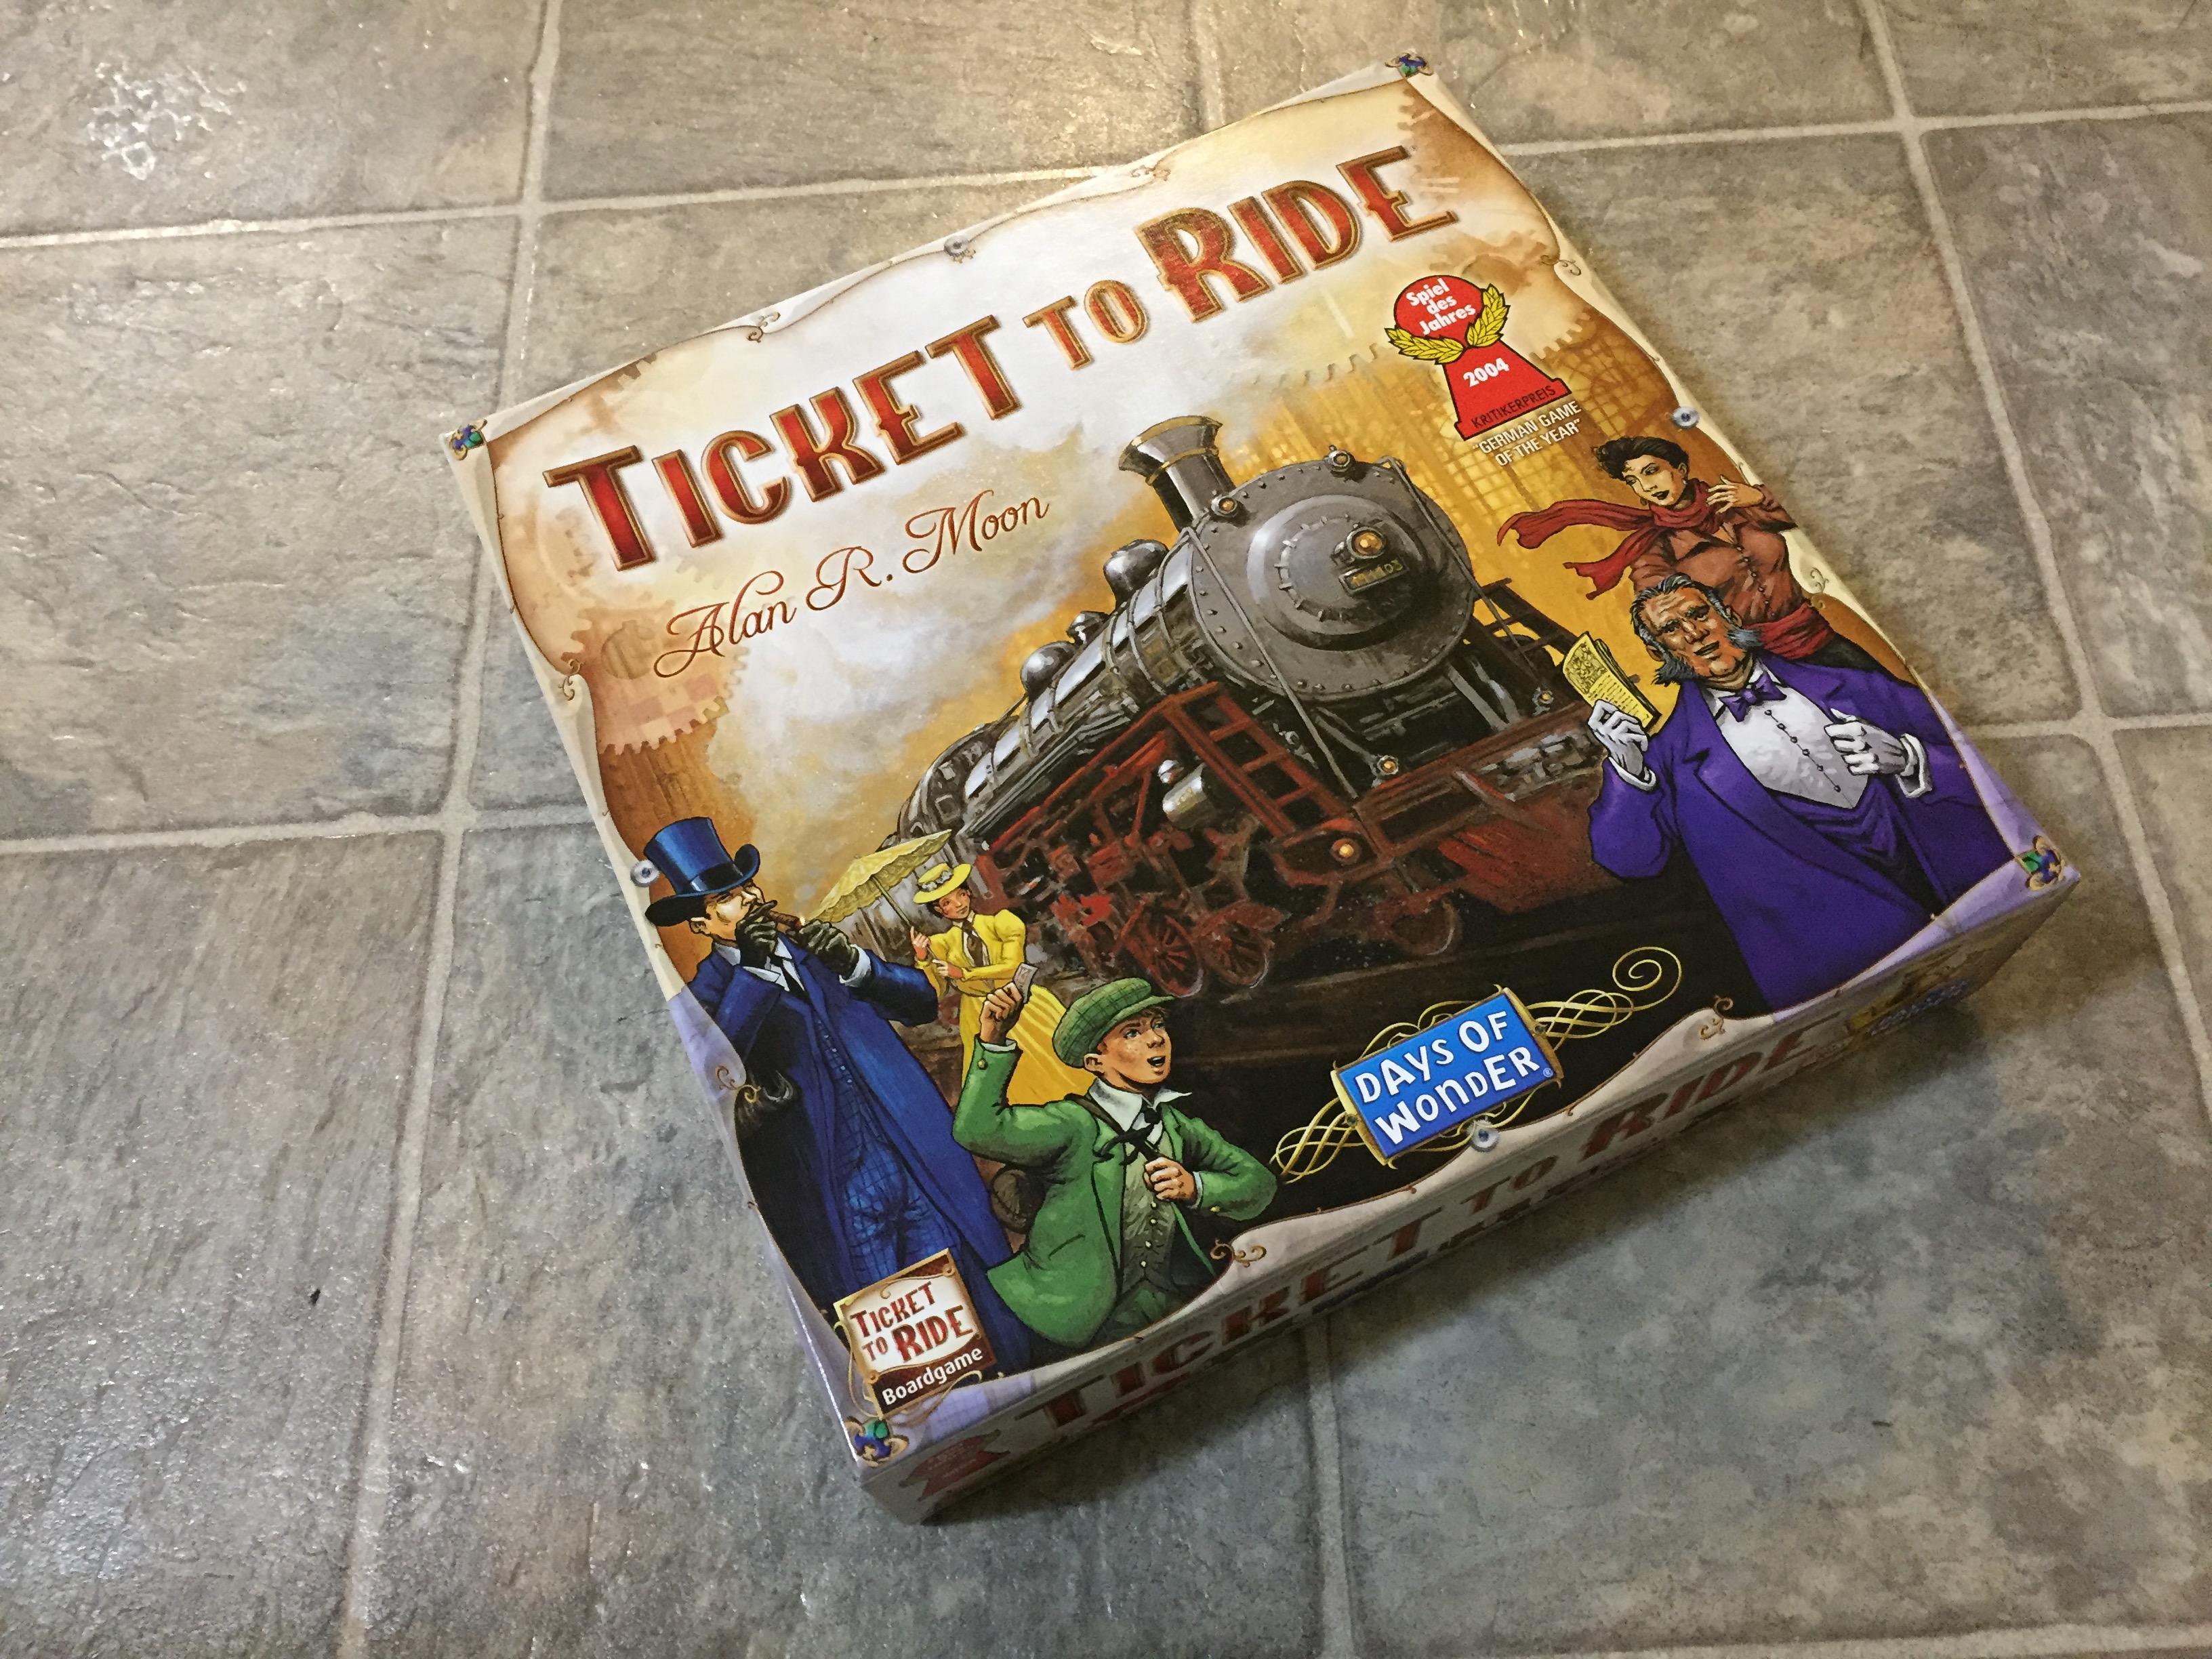 TICKET TO RIDE
Alan R. Moon
Spiel
des
Jahres
2004
KRITIKERPREIS
"GERMAN GAME
OF THE YEAR"
TICKET
TO RIDE
Boardgame
DAYS OF
WONDER
®
TICKET TO RIDE